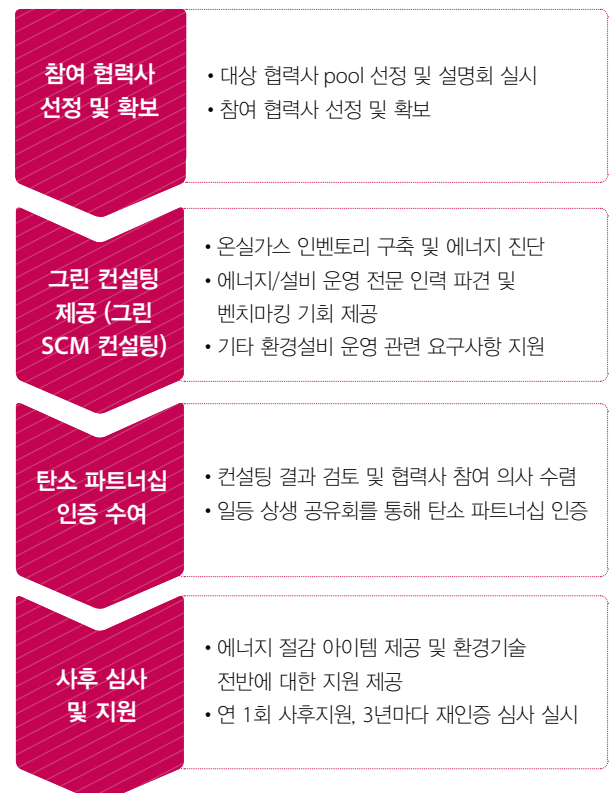 참여 협력사
선정 및 확보
• 대상 협력사 pool 선정 및 설명회 실시
• 참여 협력사 선정 및 확보
그린 컨설팅
제공 (그린
SCM 컨설팅)
• 온실가스 인벤토리 구축 및 에너지 진단
• 에너지/설비 운영 전문 인력 파견 및
벤치마킹 기회 제공
• 기타 환경설비 운영 관련 요구사항 지원
탄소 파트너십
인증 수여
• 컨설팅 결과 검토 및 협력사 참여 의사 수렴
• 일등 상생 공유회를 통해 탄소 파트너십 인증
사후 심사
및 지원
• 에너지 절감 아이템 제공 및 환경기술
전반에 대한 지원 제공
• 연 1회 사후지원, 3년마다 재인증 심사 실시